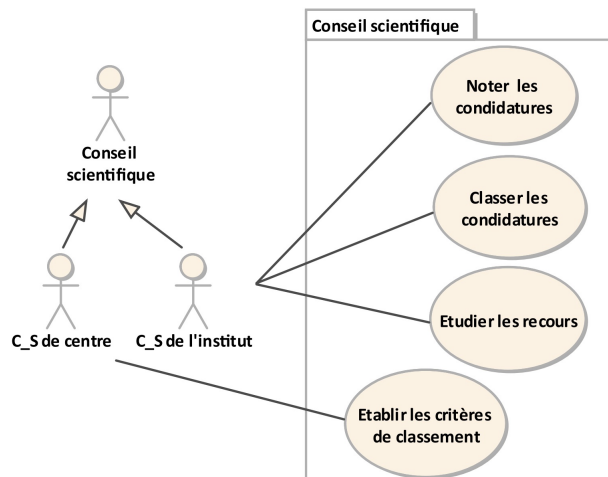 Conseil scientifique
Noter les
condidatures
Conseil
scientifique
Classer les
condidatures
C_S de centre
C_S de l'institut
Etudier les recours
Etablir les critères
de classement